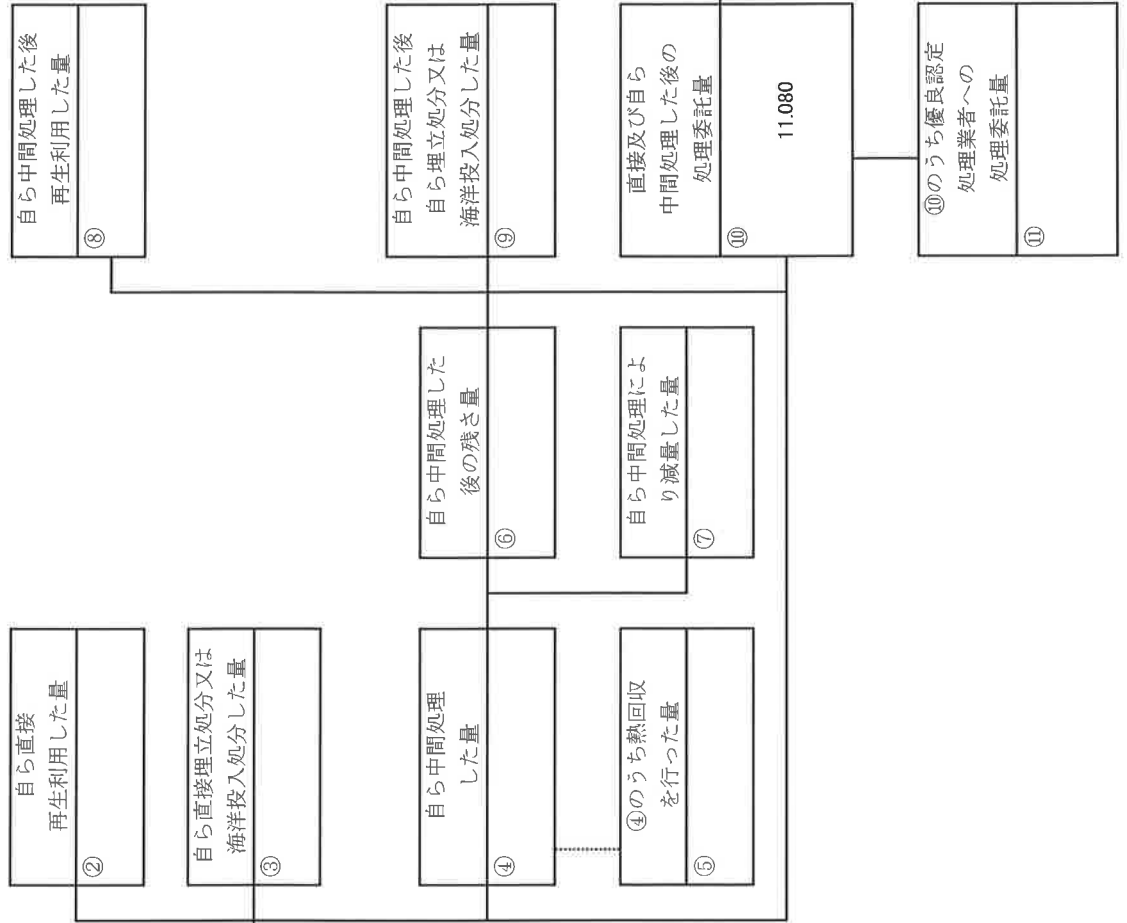 自ら直接
再生利用した量
②
自ら直接埋立処分又は
海洋投入処分した量
③
自ら中間処理
した量
④
④のうち熱回収
を行った量
⑤
自ら中間処理した
後の残さ量
⑥
自ら中間処理によ
り減量した量
⑦
自ら中間処理した後
再生利用した量
⑧
自ら中間処理した後
自ら埋立処分又は
海洋投入処分した量
⑨
直接及び自ら
中間処理した後の
処理委託量
⑩
11.080
⑩のうち優良認定
処理業者への
処理委託量
⑪